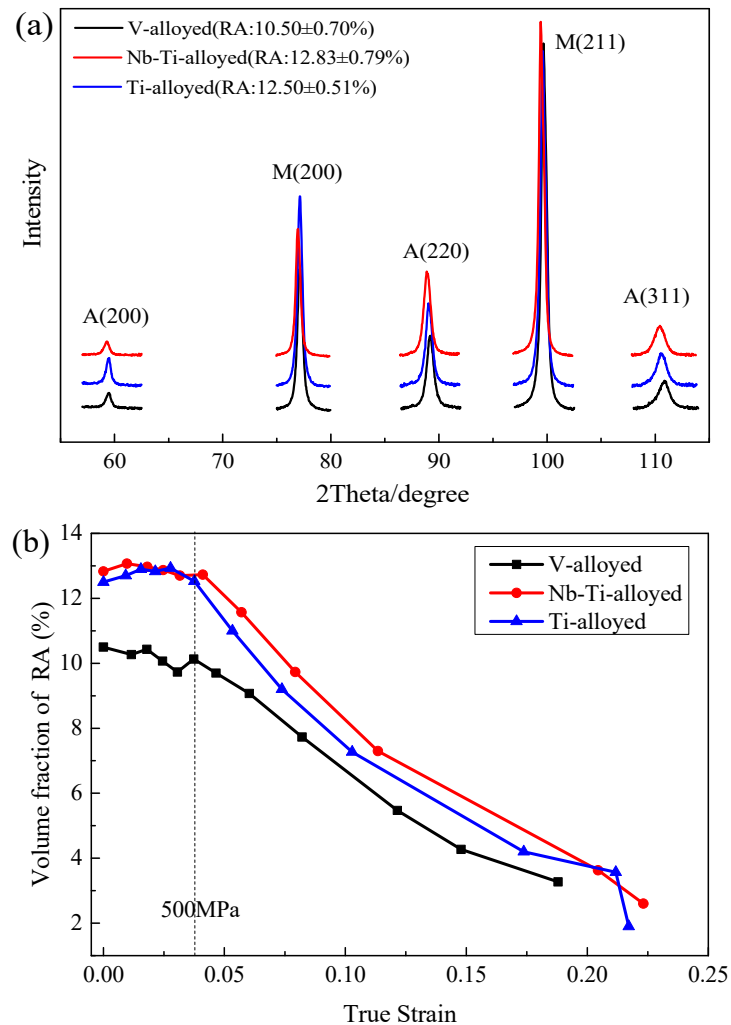 (a)
V-alloyed(RA:10.50±0.70%)
Nb-Ti-alloyed(RA:12.83±0.79%)
Ti-alloyed(RA:12.50±0.51%)
M(211)
M(200)
A(220)
A(200)
A(311)
Intensity
60 70 80 90 100 110
2Theta/degree
(b)
14
12
10
8
6
4
2
V-alloyed
Nb-Ti-alloyed
Ti-alloyed
Volume fraction of RA (%)
500MPa
0.00 0.05 0.10 0.15 0.20 0.25
True Strain